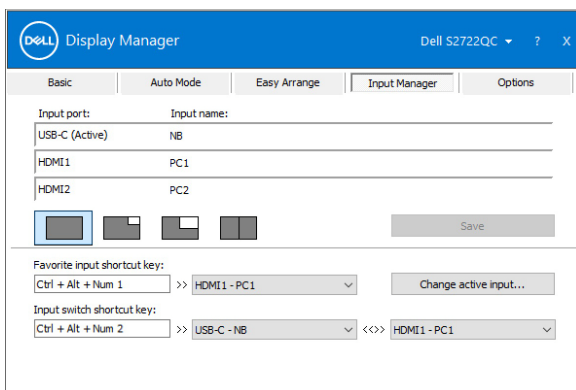 DELL Display Manager Dell S2722QC ? X
Basic Auto Mode Easy Arrange Input Manager Options
Input port: Input name:
USB-C (Active) NB
HDMI1 PC1
HDMI2 PC2
Save
Favorite input shortcut key:
Ctrl + Alt + Num 1 >> HDMI1 - PC1 Change active input...
Input switch shortcut key:
Ctrl + Alt + Num 2 >> USB-C - NB <<>> HDMI1 - PC1